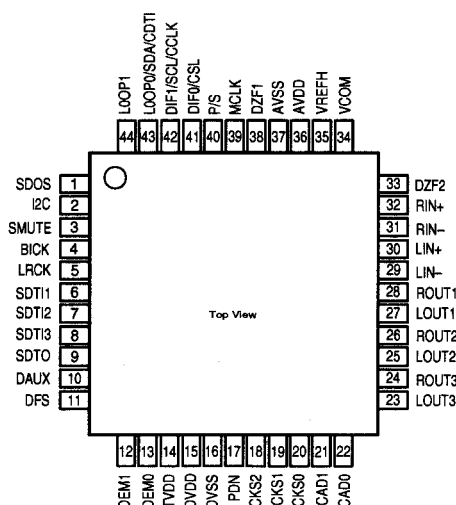 LOOP1
LOOP0/SDA/CDTI
DIF1/SCL/CCLK
DIF0/CSL
P/S
MCLK
DZF1
AVSS
AVDD
VREFH
VCOM
44 43 42 41 40 39 38 37 36 35 34
SDOS 1
I2C 2
SMUTE 3
BICK 4
LRCK 5
SDTI1 6
SDTI2 7
SDTI3 8
SDTO 9
DAUX 10
DFS 11
Top View
33 DZF2
32 RIN+
31 RIN−
30 LIN+
29 LIN−
28 ROUT1
27 LOUT1
26 ROUT2
25 LOUT2
24 ROUT3
23 LOUT3
12 13 14 15 16 17 18 19 20 21 22
DEM1
DEM0
TVDD
DVDD
DVSS
PDN
CKS2
CKS1
CKS0
CAD1
CAD0